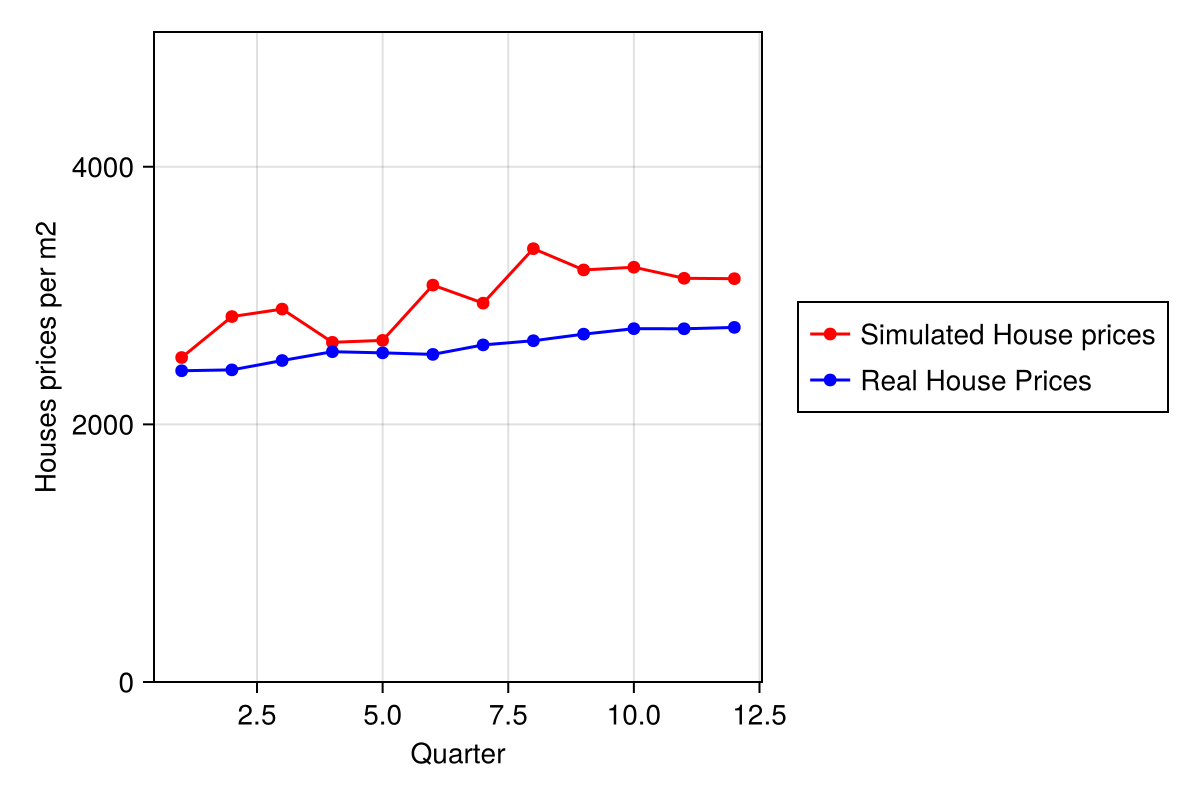 4000
2000
0
Houses prices per m2
2.5 5.0 7.5 10.0 12.5
Quarter
Simulated House prices
Real House Prices